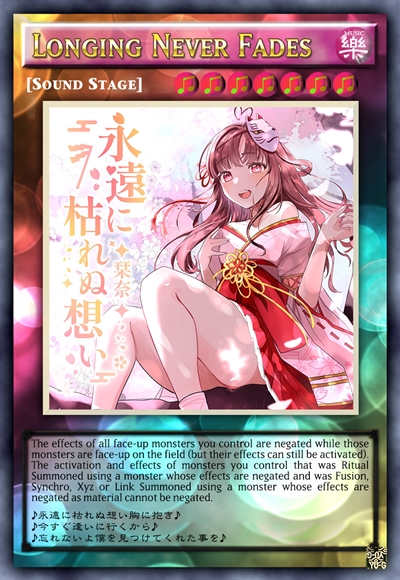 LONGING NEVER FADES
MUSIC
樂
[SOUND STAGE]
永遠に
枯れぬ
想い
栞奈
The effects of all face-up monsters you control are negated while those
monsters are face-up on the field (but their effects can still be activated).
The activation and effects of monsters you control that was Ritual
Summoned using a monster whose effects are negated and was Fusion,
Synchro, Xyz or Link Summoned using a monster whose effects are
negated as material cannot be negated.
♪永遠に枯れぬ想い胸に抱き♪
♪今すぐ逢いに行くから♪
♪忘れないよ僕を見つけてくれた事を♪